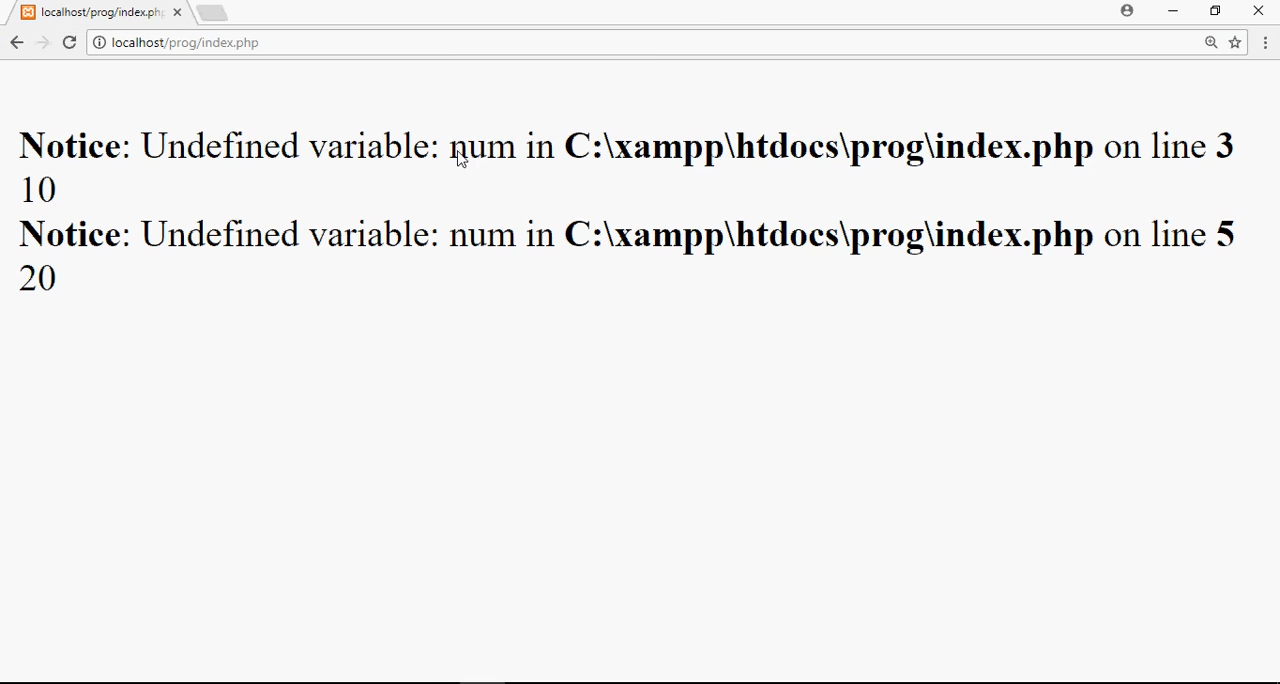 localhost/prog/index.php
localhost/prog/index.php
Notice: Undefined variable: num in C:\xampp\htdocs\prog\index.php on line 3
10
Notice: Undefined variable: num in C:\xampp\htdocs\prog\index.php on line 5
20